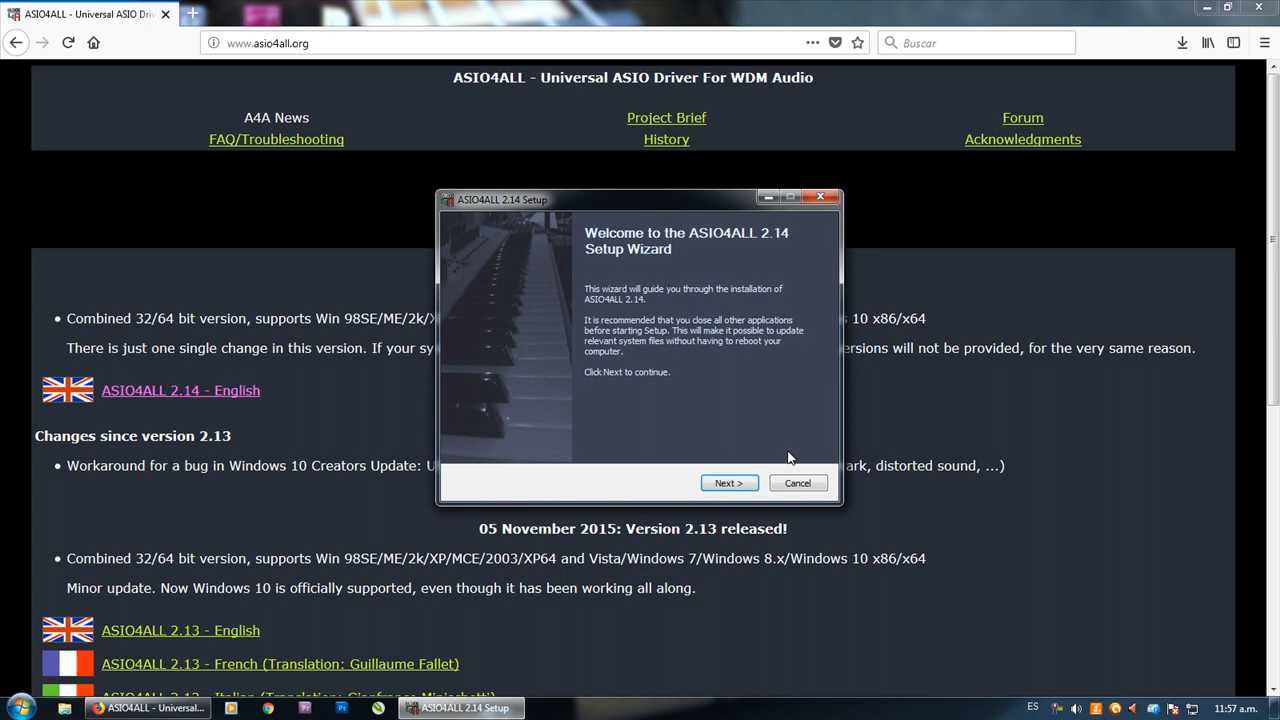 ASIO4ALL - Universal ASIO Driv
www.asio4all.org
Buscar
ASIO4ALL - Universal ASIO Driver For WDM Audio
A4A News
Project Brief
Forum
FAQ/Troubleshooting
History
Acknowledgments
ASIO4ALL 2.14 Setup
Welcome to the ASIO4ALL 2.14
Setup Wizard
This wizard will guide you through the installation of
ASIO4ALL 2.14.
It is recommended that you close all other applications
before starting Setup. This will make it possible to update
relevant system files without having to reboot your
computer.
Click Next to continue.
Next >
Cancel
Combined 32/64 bit version, supports Win 98SE/ME/2k/X
10 x86/x64
There is just one single change in this version. If your sy
ersions will not be provided, for the very same reason.
ASIO4ALL 2.14 - English
Changes since version 2.13
Workaround for a bug in Windows 10 Creators Update: U
ark, distorted sound, ...)
05 November 2015: Version 2.13 released!
Combined 32/64 bit version, supports Win 98SE/ME/2k/XP/MCE/2003/XP64 and Vista/Windows 7/Windows 8.x/Windows 10 x86/x64
Minor update. Now Windows 10 is officially supported, even though it has been working all along.
ASIO4ALL 2.13 - English
ASIO4ALL 2.13 - French (Translation: Guillaume Fallet)
ASIO4ALL 2.13 - Italian (Translation: Gianfranco
ASIO4ALL - Universal...
Pr
Ps
ASIO4ALL 2.14 Setup
ES
11:57 a.m.